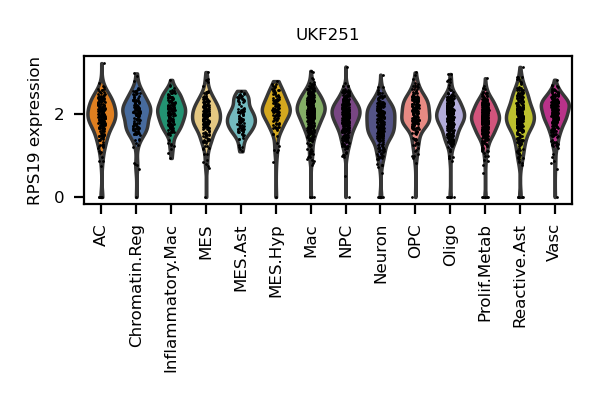 UKF251
RPS19 expression
2
0
AC
Chromatin.Reg
Inflammatory.Mac
MES
MES.Ast
MES.Hyp
Mac
NPC
Neuron
OPC
Oligo
Prolif.Metab
Reactive.Ast
Vasc